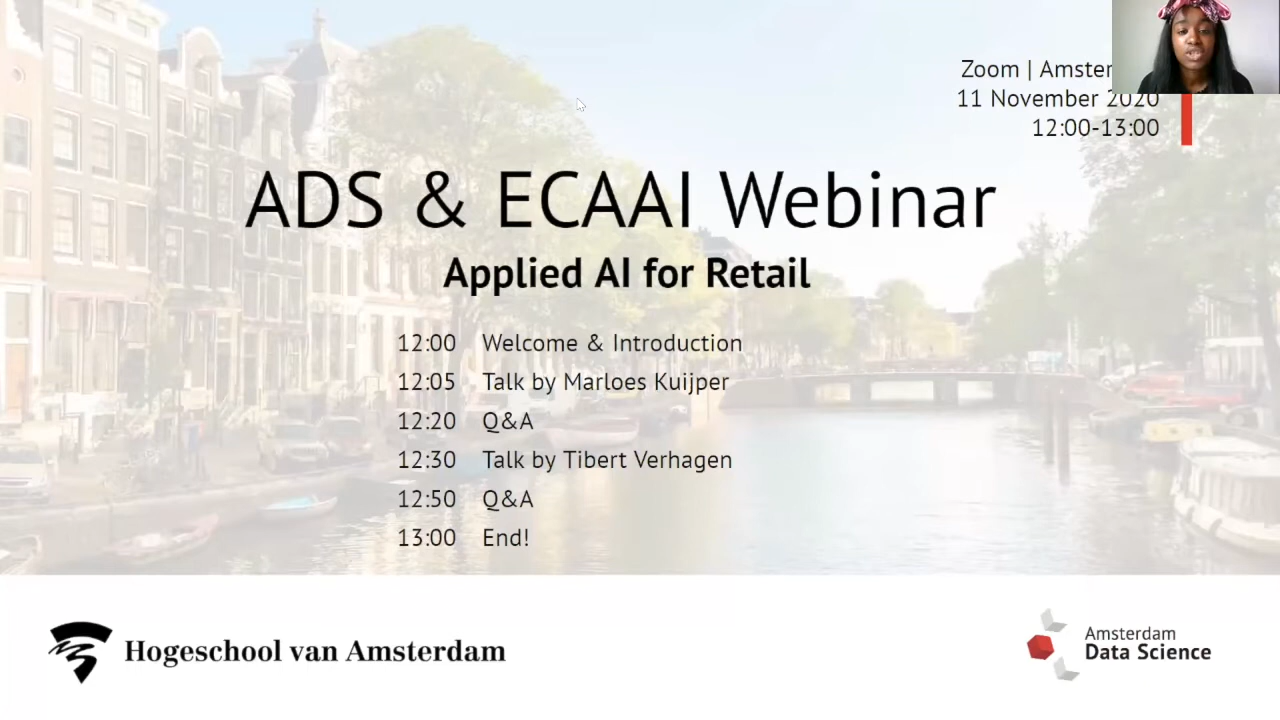 Zoom | Amster
11 November 2020
12:00-13:00
ADS & ECAAI Webinar
Applied AI for Retail
12:00 Welcome & Introduction
12:05 Talk by Marloes Kuijper
12:20 Q&A
12:30 Talk by Tibert Verhagen
12:50 Q&A
13:00 End!
Hogeschool van Amsterdam
Amsterdam
Data Science